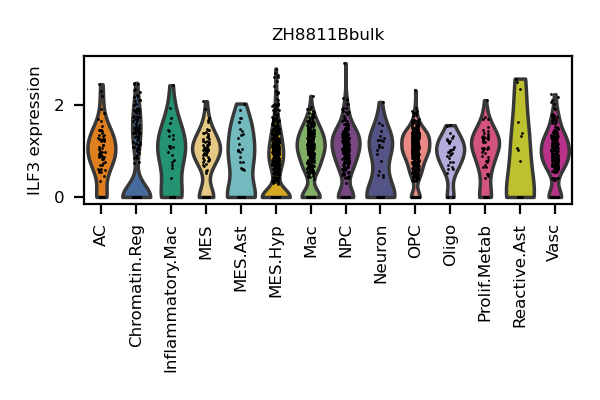 ZH8811Bbulk
ILF3 expression
2
0
AC
Chromatin.Reg
Inflammatory.Mac
MES
MES.Ast
MES.Hyp
Mac
NPC
Neuron
OPC
Oligo
Prolif.Metab
Reactive.Ast
Vasc